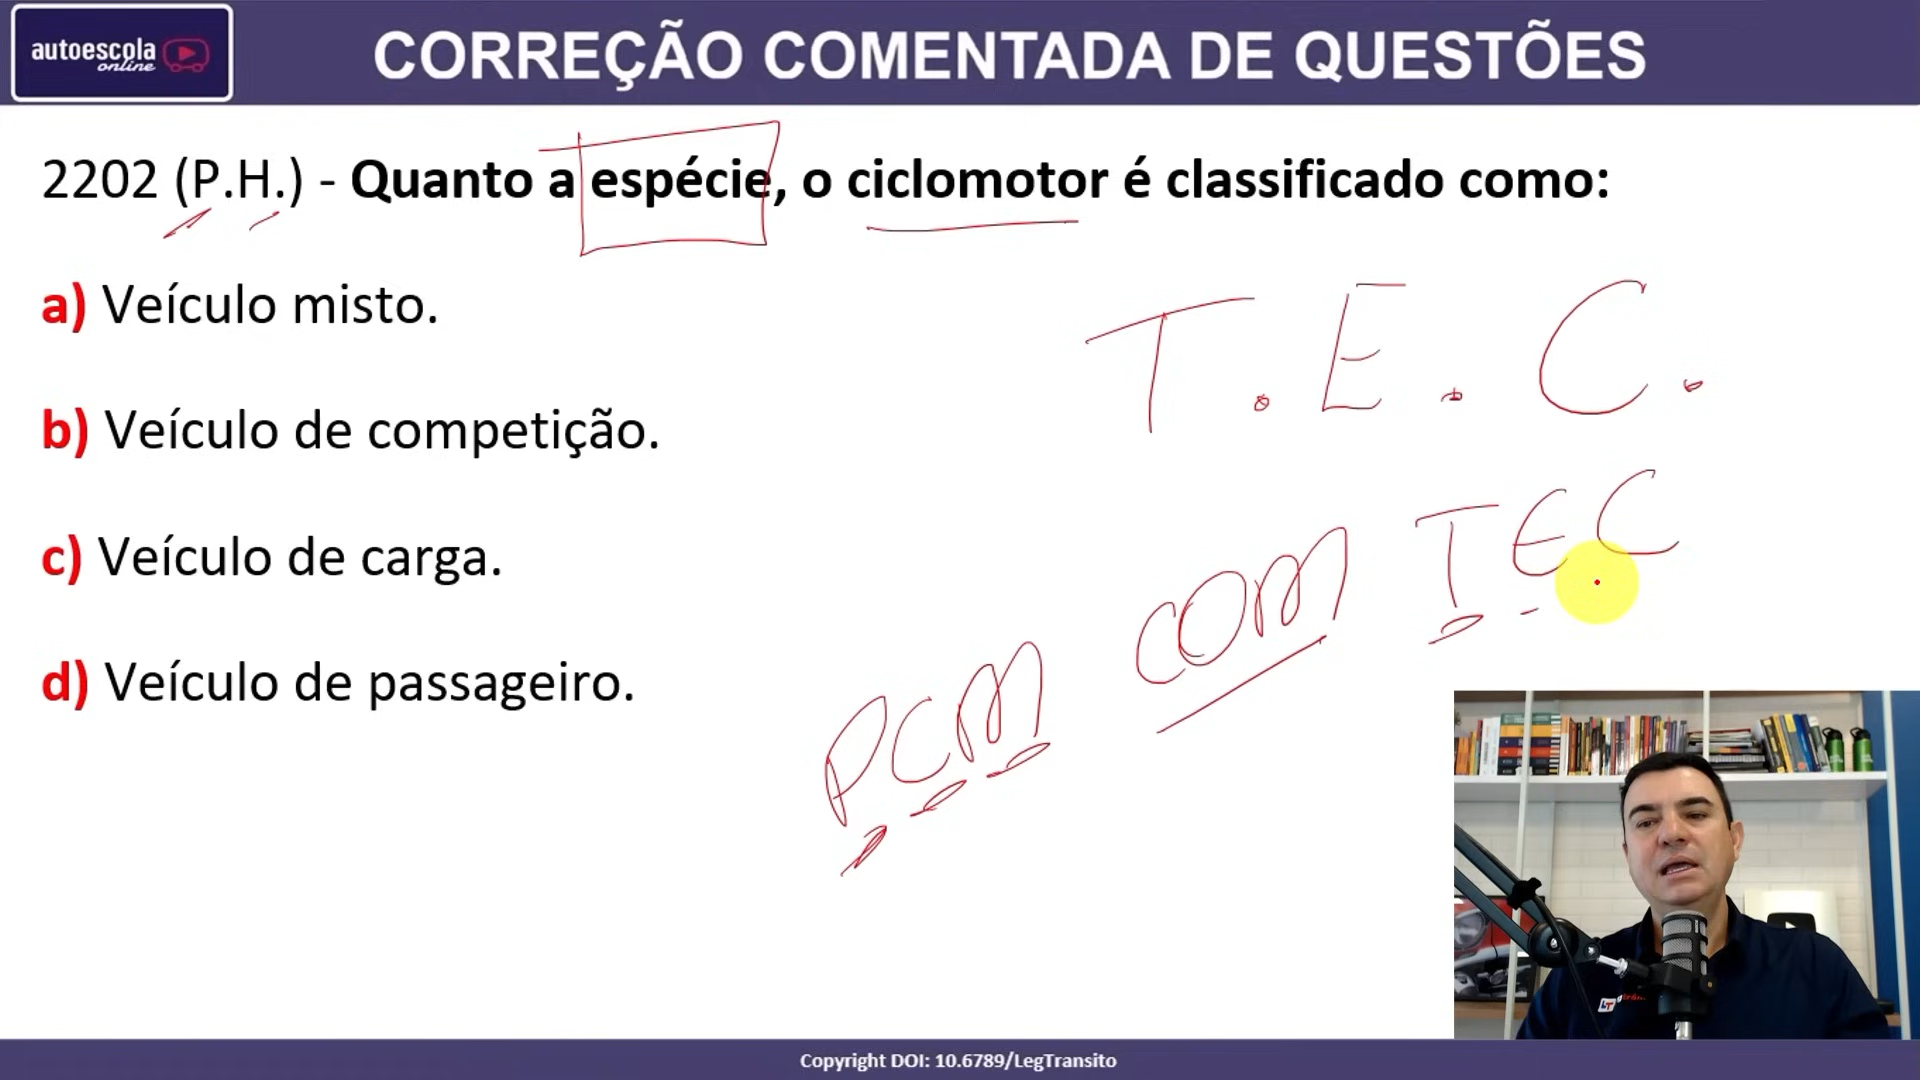 autoescola
online
CORREÇÃO COMENTADA DE QUESTÕES
2202 (P.H.) - Quanto a espécie, o ciclomotor é classificado como:
a) Veículo misto.
T.E.C.
b) Veículo de competição.
PCM COM TEC
c) Veículo de carga.
d) Veículo de passageiro.
Copyright DOI: 10.6789/LegTransito